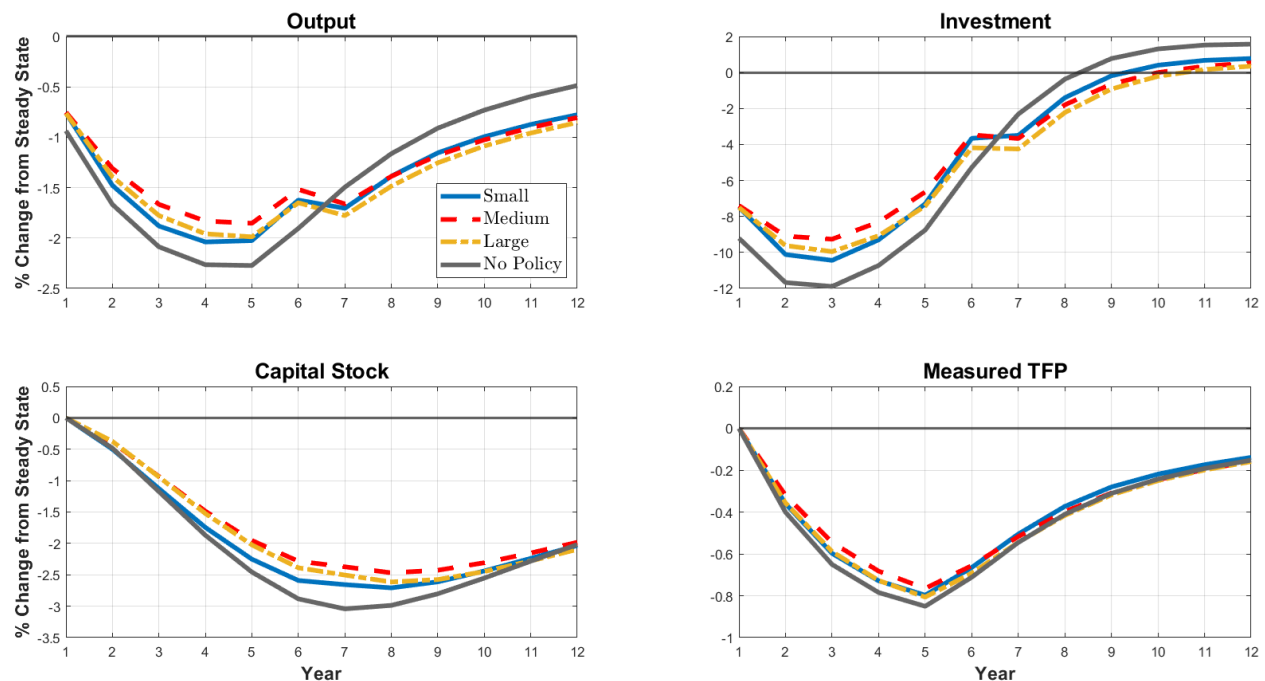 Output
% Change from Steady State
0
-0.5
-1
-1.5
-2
-2.5
1 2 3 4 5 6 7 8 9 10 11 12
Small
Medium
Large
No Policy
Investment
2
0
-2
-4
-6
-8
-10
-12
1 2 3 4 5 6 7 8 9 10 11 12
Capital Stock
% Change from Steady State
0.5
0
-0.5
-1
-1.5
-2
-2.5
-3
-3.5
1 2 3 4 5 6 7 8 9 10 11 12
Year
Measured TFP
0.2
0
-0.2
-0.4
-0.6
-0.8
-1
1 2 3 4 5 6 7 8 9 10 11 12
Year